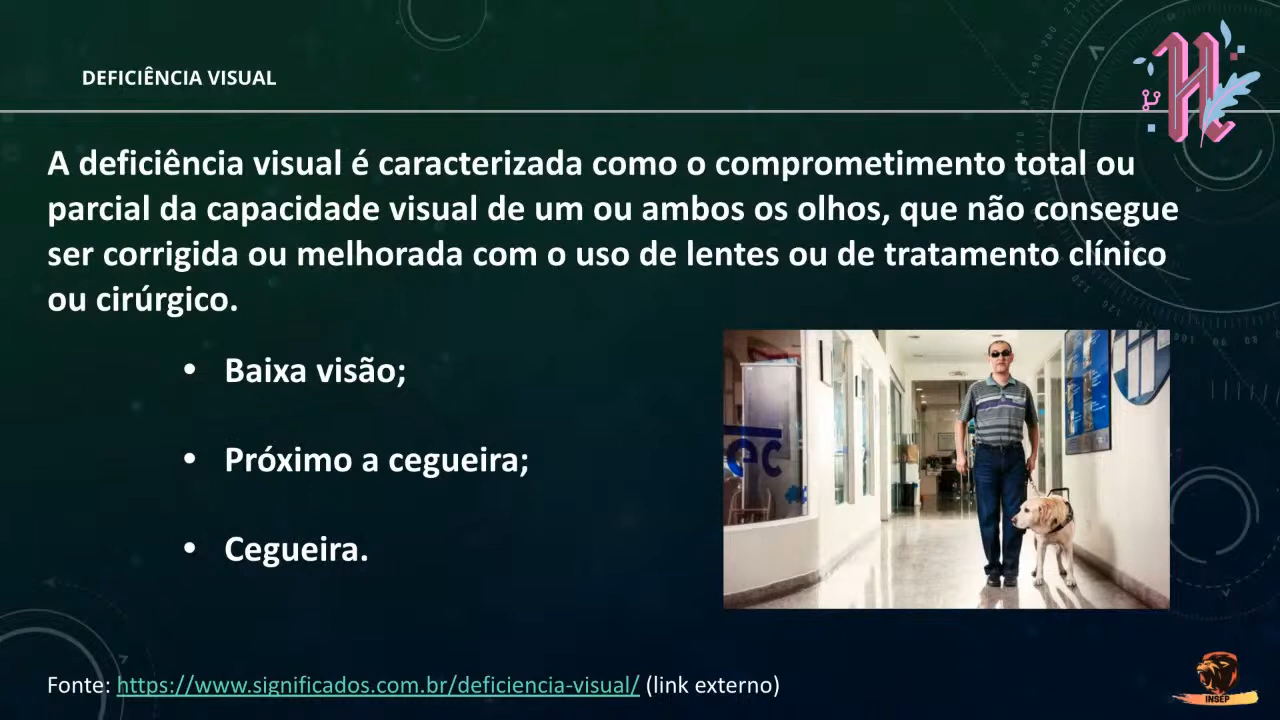 DEFICIÊNCIA VISUAL
A deficiência visual é caracterizada como o comprometimento total ou
parcial da capacidade visual de um ou ambos os olhos, que não consegue
ser corrigida ou melhorada com o uso de lentes ou de tratamento clínico
ou cirúrgico.
• Baixa visão;
• Próximo a cegueira;
• Cegueira.
ec
Fonte: https://www.significados.com.br/deficiencia-visual/ (link externo)
INSEP